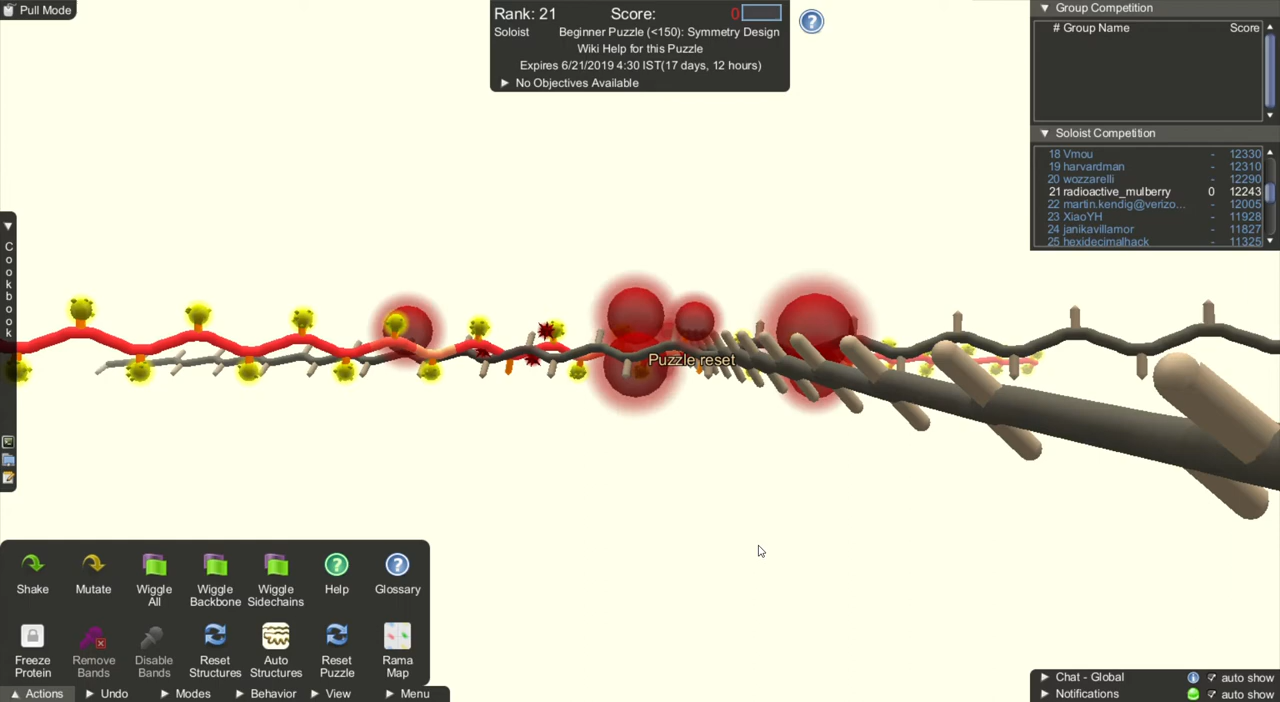 Pull Mode
Rank: 21 Score: 0
Soloist Beginner Puzzle (<150): Symmetry Design
Wiki Help for this Puzzle
Expires 6/21/2019 4:30 IST(17 days, 12 hours)
No Objectives Available
?
Group Competition
# Group Name Score
Soloist Competition
18 Vmou - 12330
19 harvardman - 12310
20 wozzarelli - 12290
21 radioactive_mulberry 0 12243
22 martin.kendig@verizo... - 12005
23 XiaoYH - 11928
24 janikavillamor - 11827
25 hexidecimalhack 11325
Cookbook
Puzzle reset
Shake Mutate Wiggle All Wiggle Backbone Wiggle Sidechains Help Glossary
Freeze Protein Remove Bands Disable Bands Reset Structures Auto Structures Reset Puzzle Rama Map
Actions Undo Modes Behavior View Menu
Chat - Global auto show
Notifications auto show